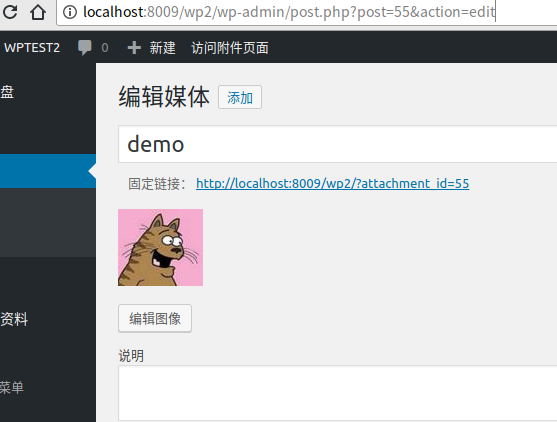 localhost:8009/wp2/wp-admin/post.php?post=55&action=edit
WPTEST2 0 新建 访问附件页面
盘
编辑媒体 添加
demo
固定链接： http://localhost:8009/wp2/?attachment_id=55
编辑图像
资料
说明
菜单